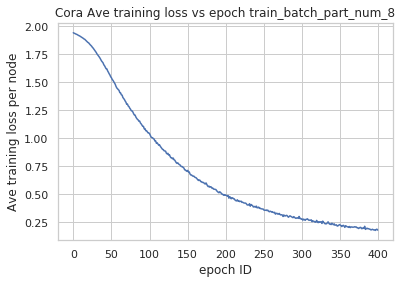 Cora Ave training loss vs epoch train_batch_part_num_8
Ave training loss per node
2.00
1.75
1.50
1.25
1.00
0.75
0.50
0.25
0 50 100 150 200 250 300 350 400
epoch ID